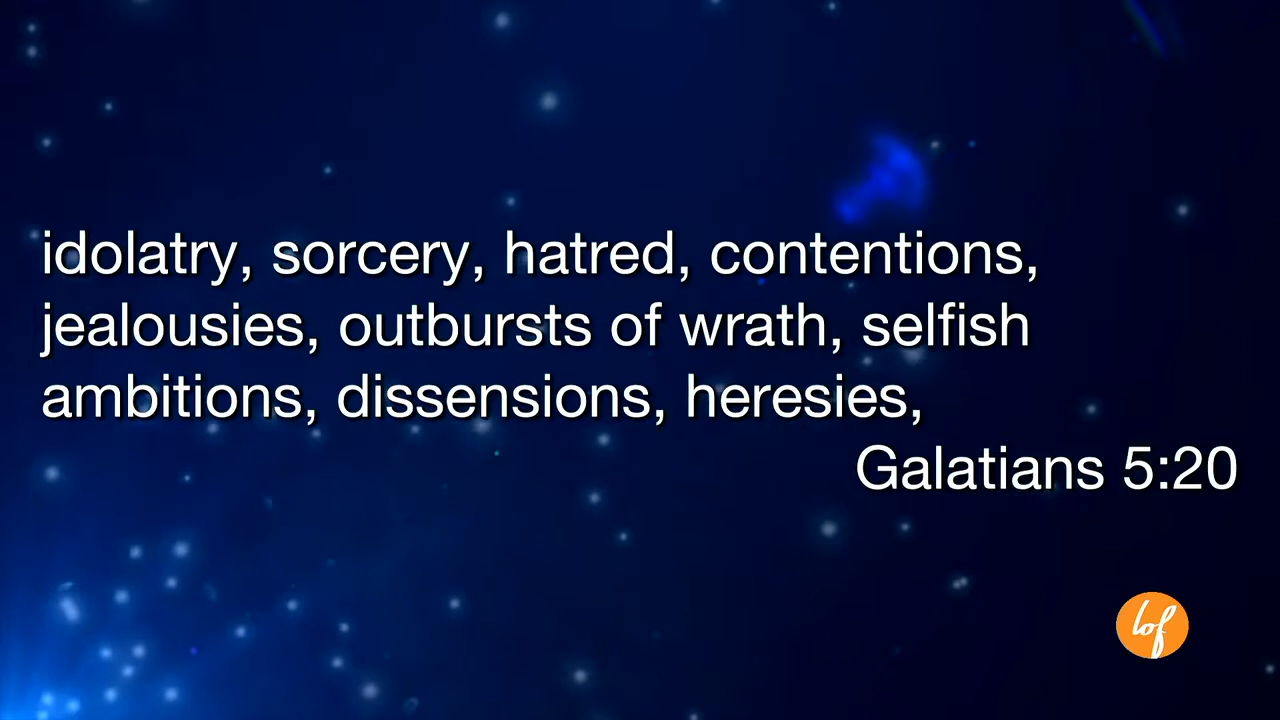 idolatry, sorcery, hatred, contentions,
jealousies, outbursts of wrath, selfish
ambitions, dissensions, heresies,
Galatians 5:20
lof